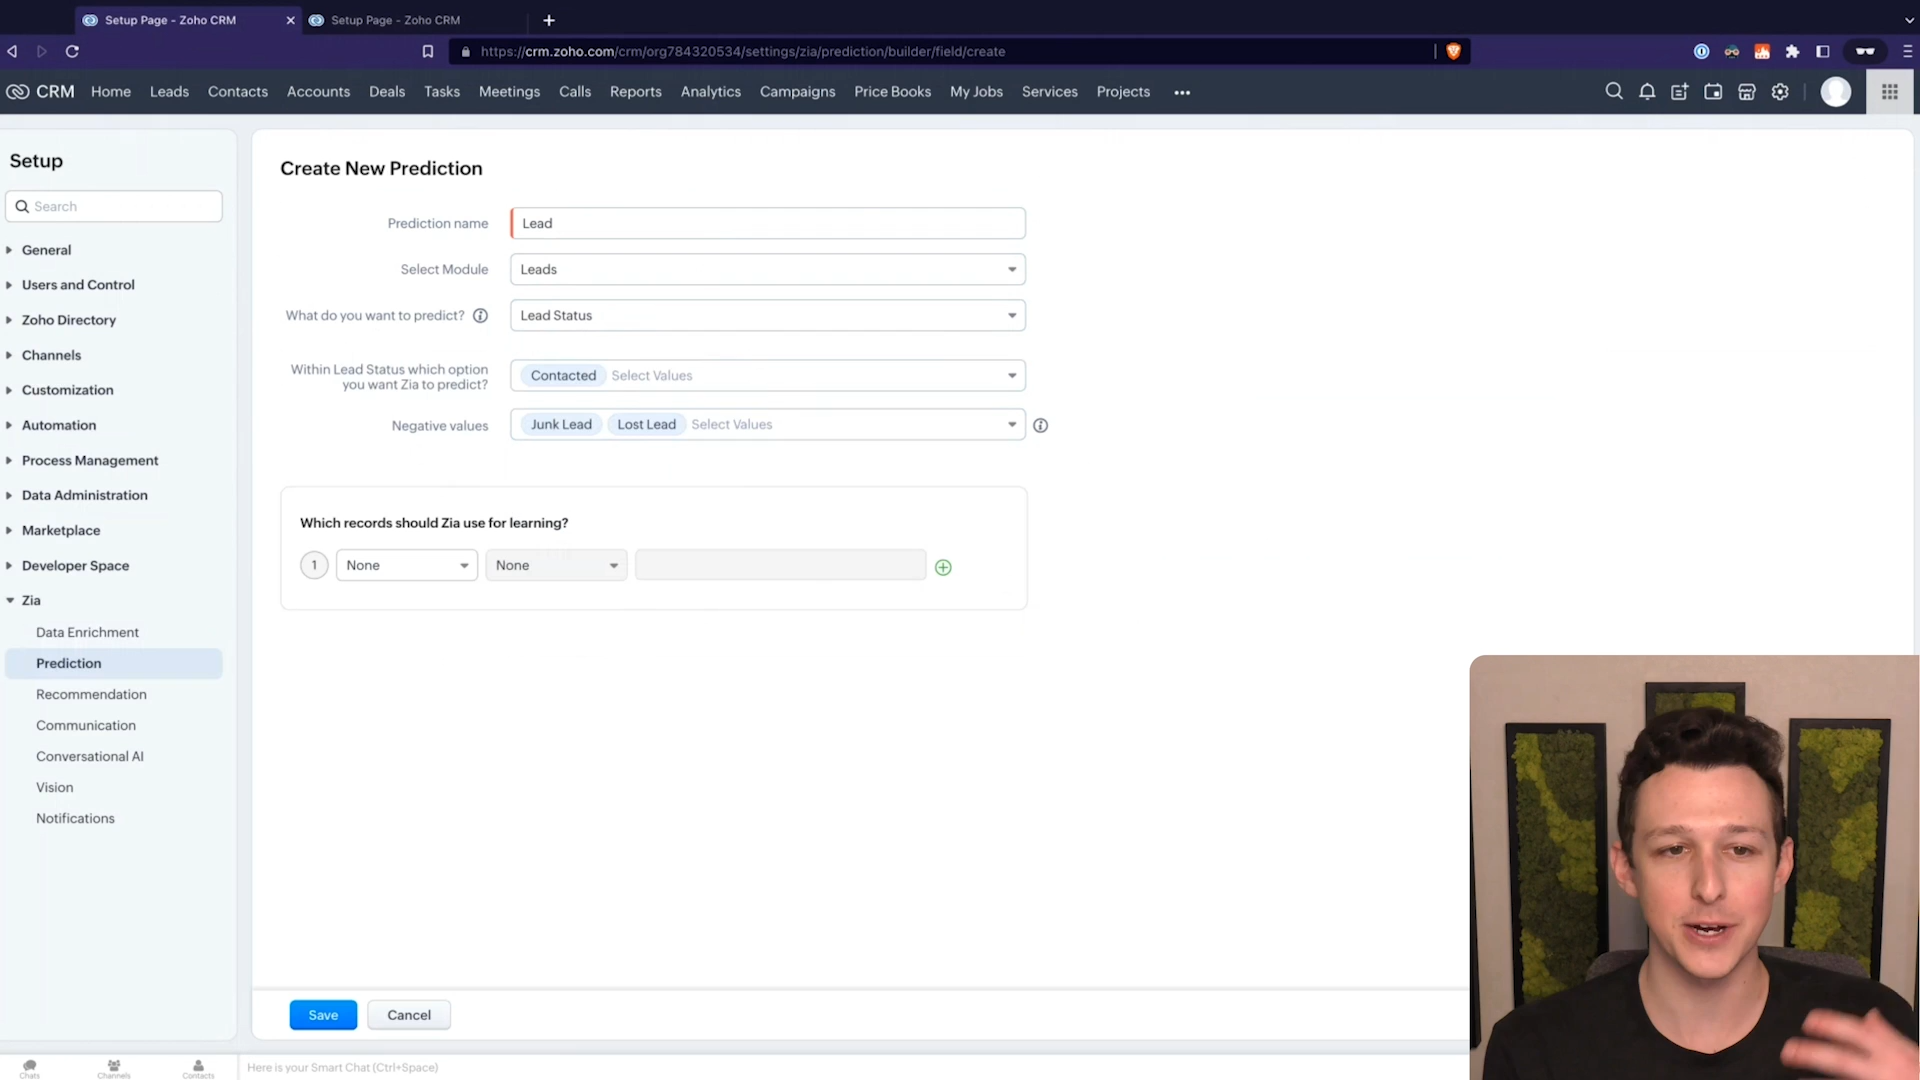 Setup Page - Zoho CRM
Setup Page - Zoho CRM
https://crm.zoho.com/crm/org784320534/settings/zia/prediction/builder/field/create
CRM Home Leads Contacts Accounts Deals Tasks Meetings Calls Reports Analytics Campaigns Price Books My Jobs Services Projects
Setup
Search
General
Users and Control
Zoho Directory
Channels
Customization
Automation
Process Management
Data Administration
Marketplace
Developer Space
Zia
Data Enrichment
Prediction
Recommendation
Communication
Conversational AI
Vision
Notifications
Create New Prediction
Prediction name Lead
Select Module Leads
What do you want to predict? Lead Status
Within Lead Status which option
you want Zia to predict?
Contacted Select Values
Negative values Junk Lead Lost Lead Select Values
Which records should Zia use for learning?
1 None None
Save Cancel
Chats Channels Contacts Here is your Smart Chat (Ctrl+Space)